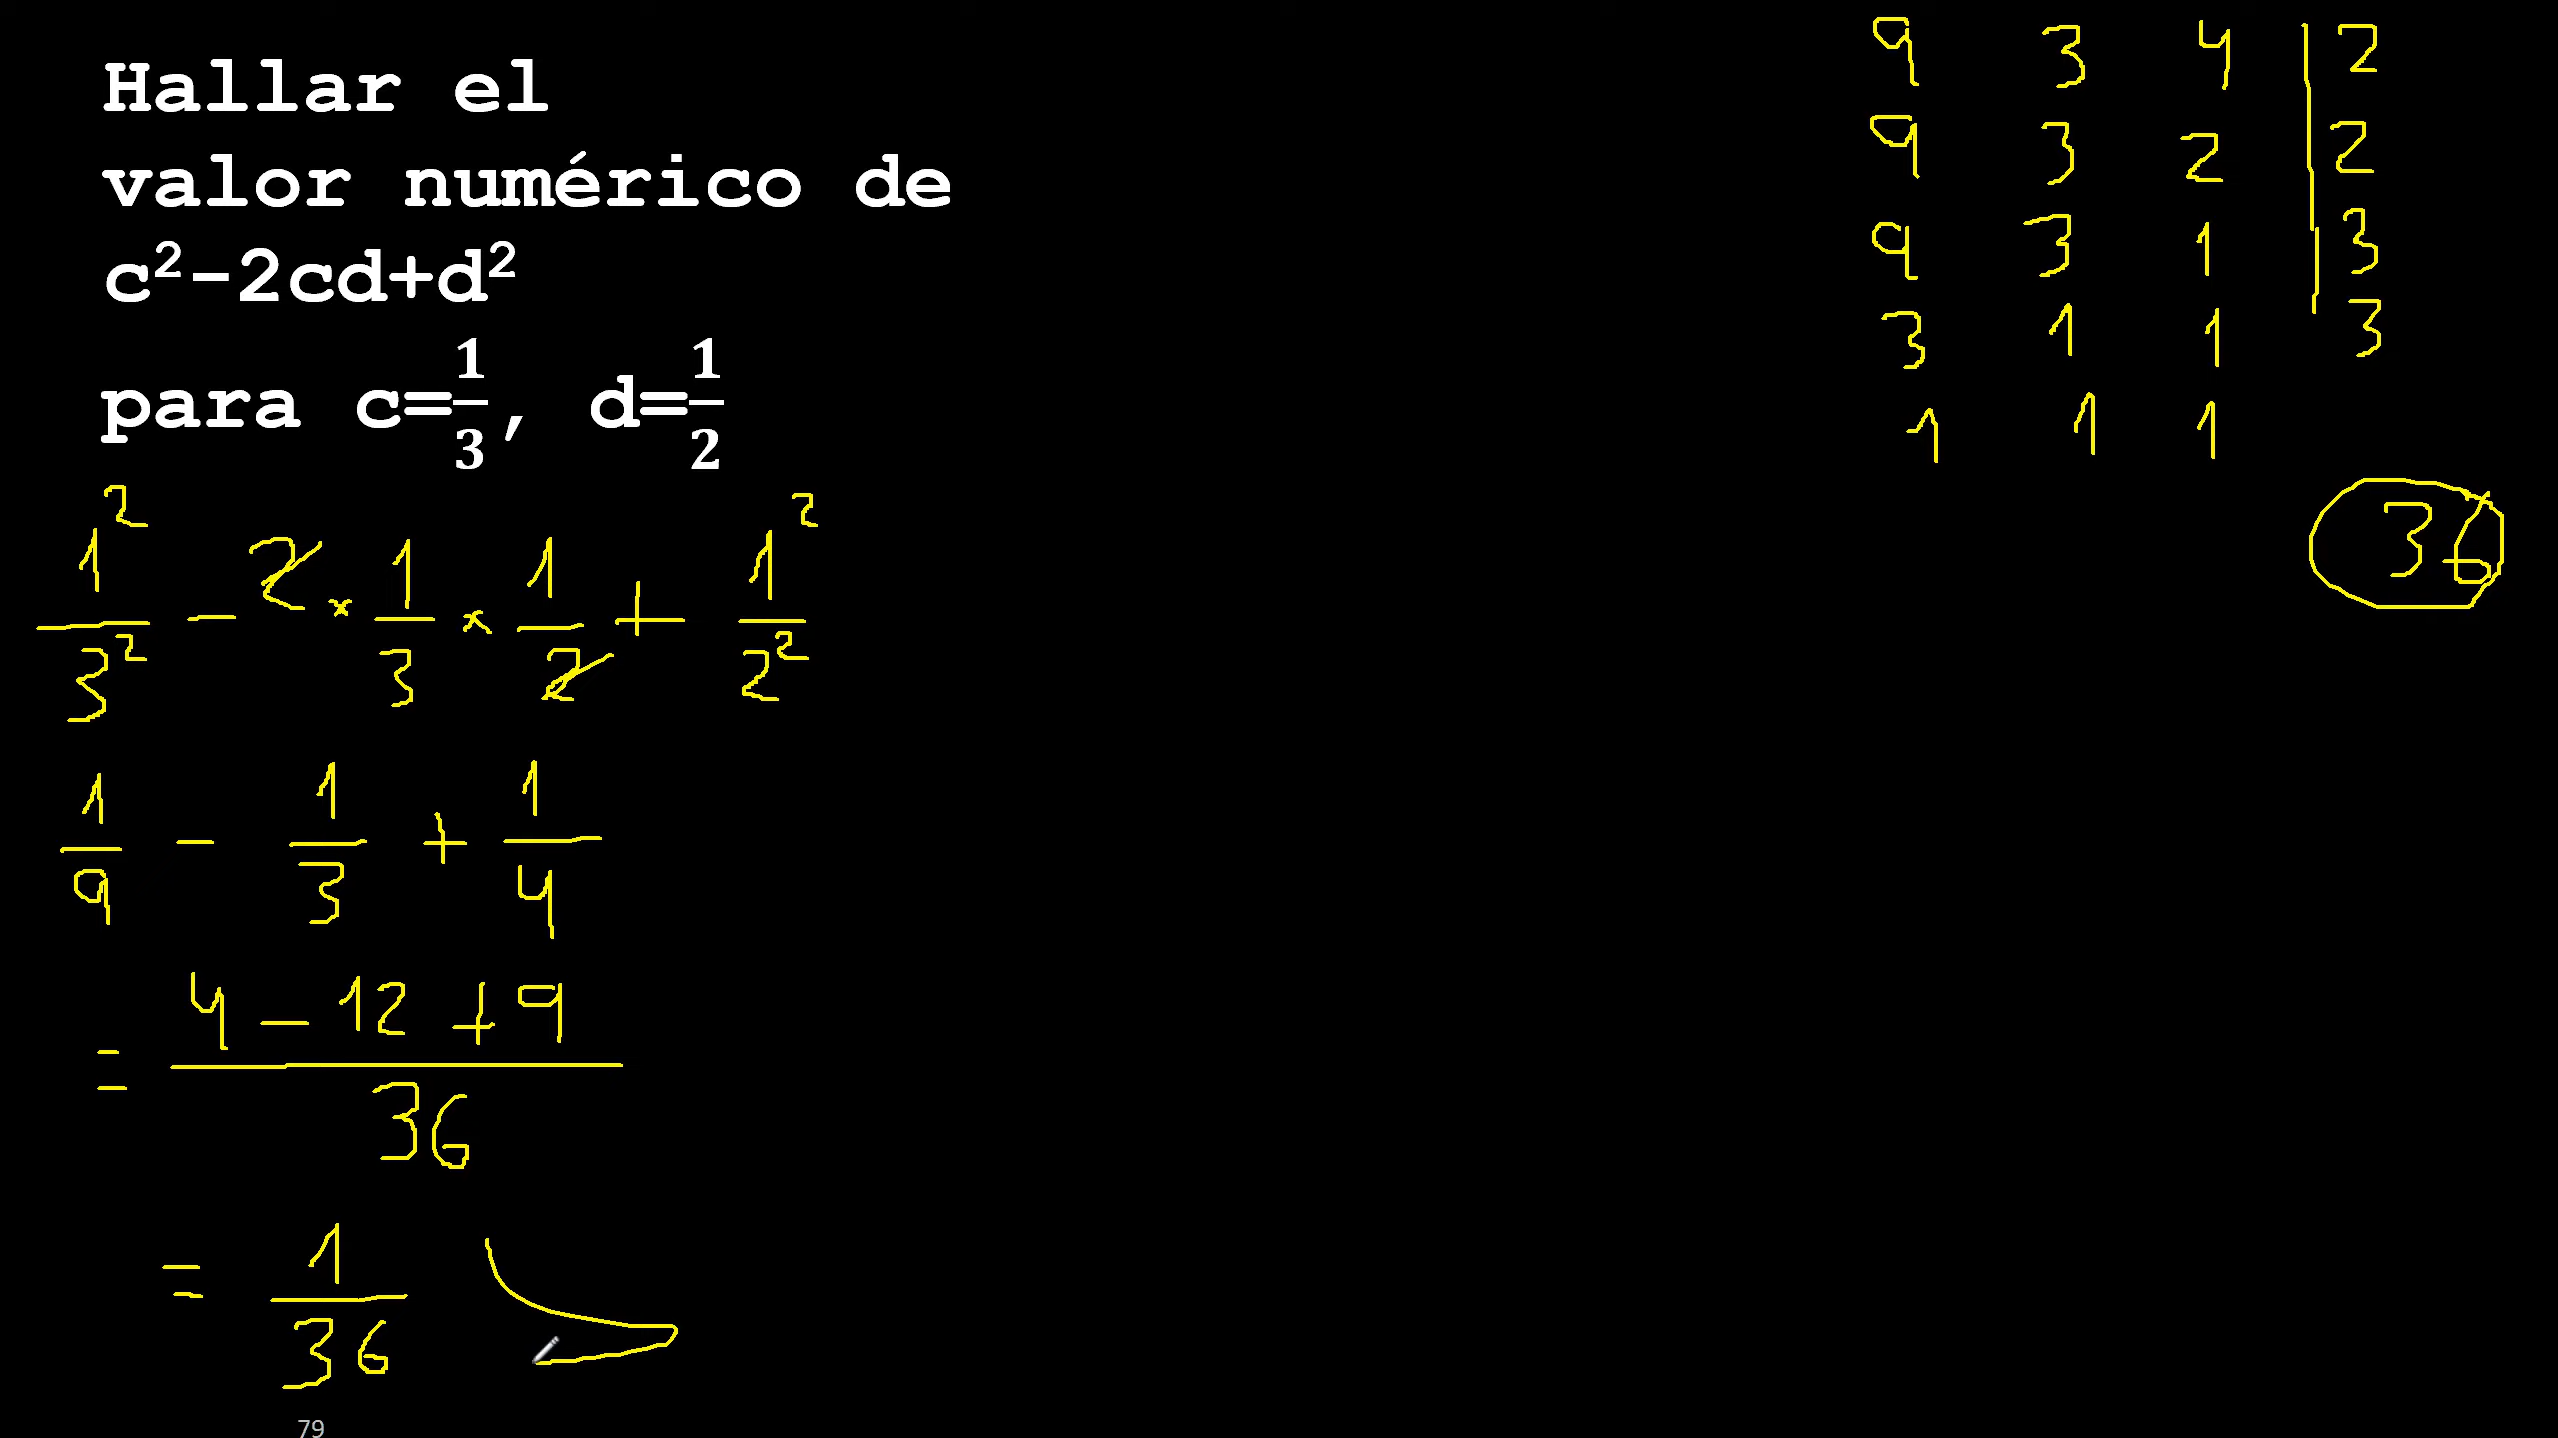 Hallar el
valor numérico de
c²-2cd+d²
para c=1/3, d=1/2
1²/3² - 2 × 1/3 × 1/2 + 1²/2²
1/9 - 1/3 + 1/4
= (4 - 12 + 9)/36
= 1/36
79
9 3 4 | 2
9 3 2 | 2
9 3 1 | 3
3 1 1 3
1 1 1
36